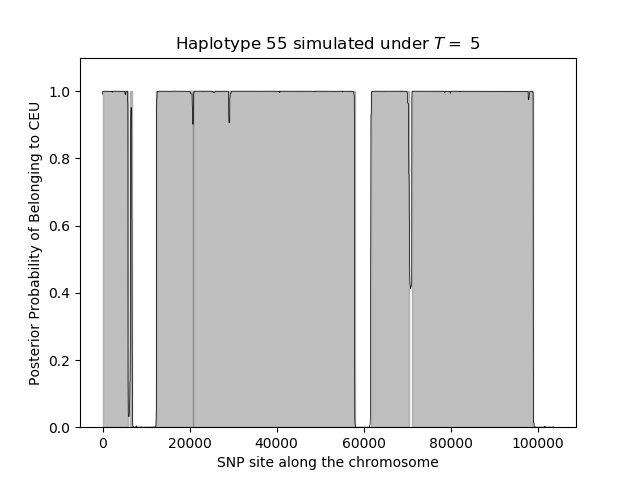 Haplotype 55 simulated under T = 5
Posterior Probability of Belonging to CEU
1.0
0.8
0.6
0.4
0.2
0.0
0 20000 40000 60000 80000 100000
SNP site along the chromosome